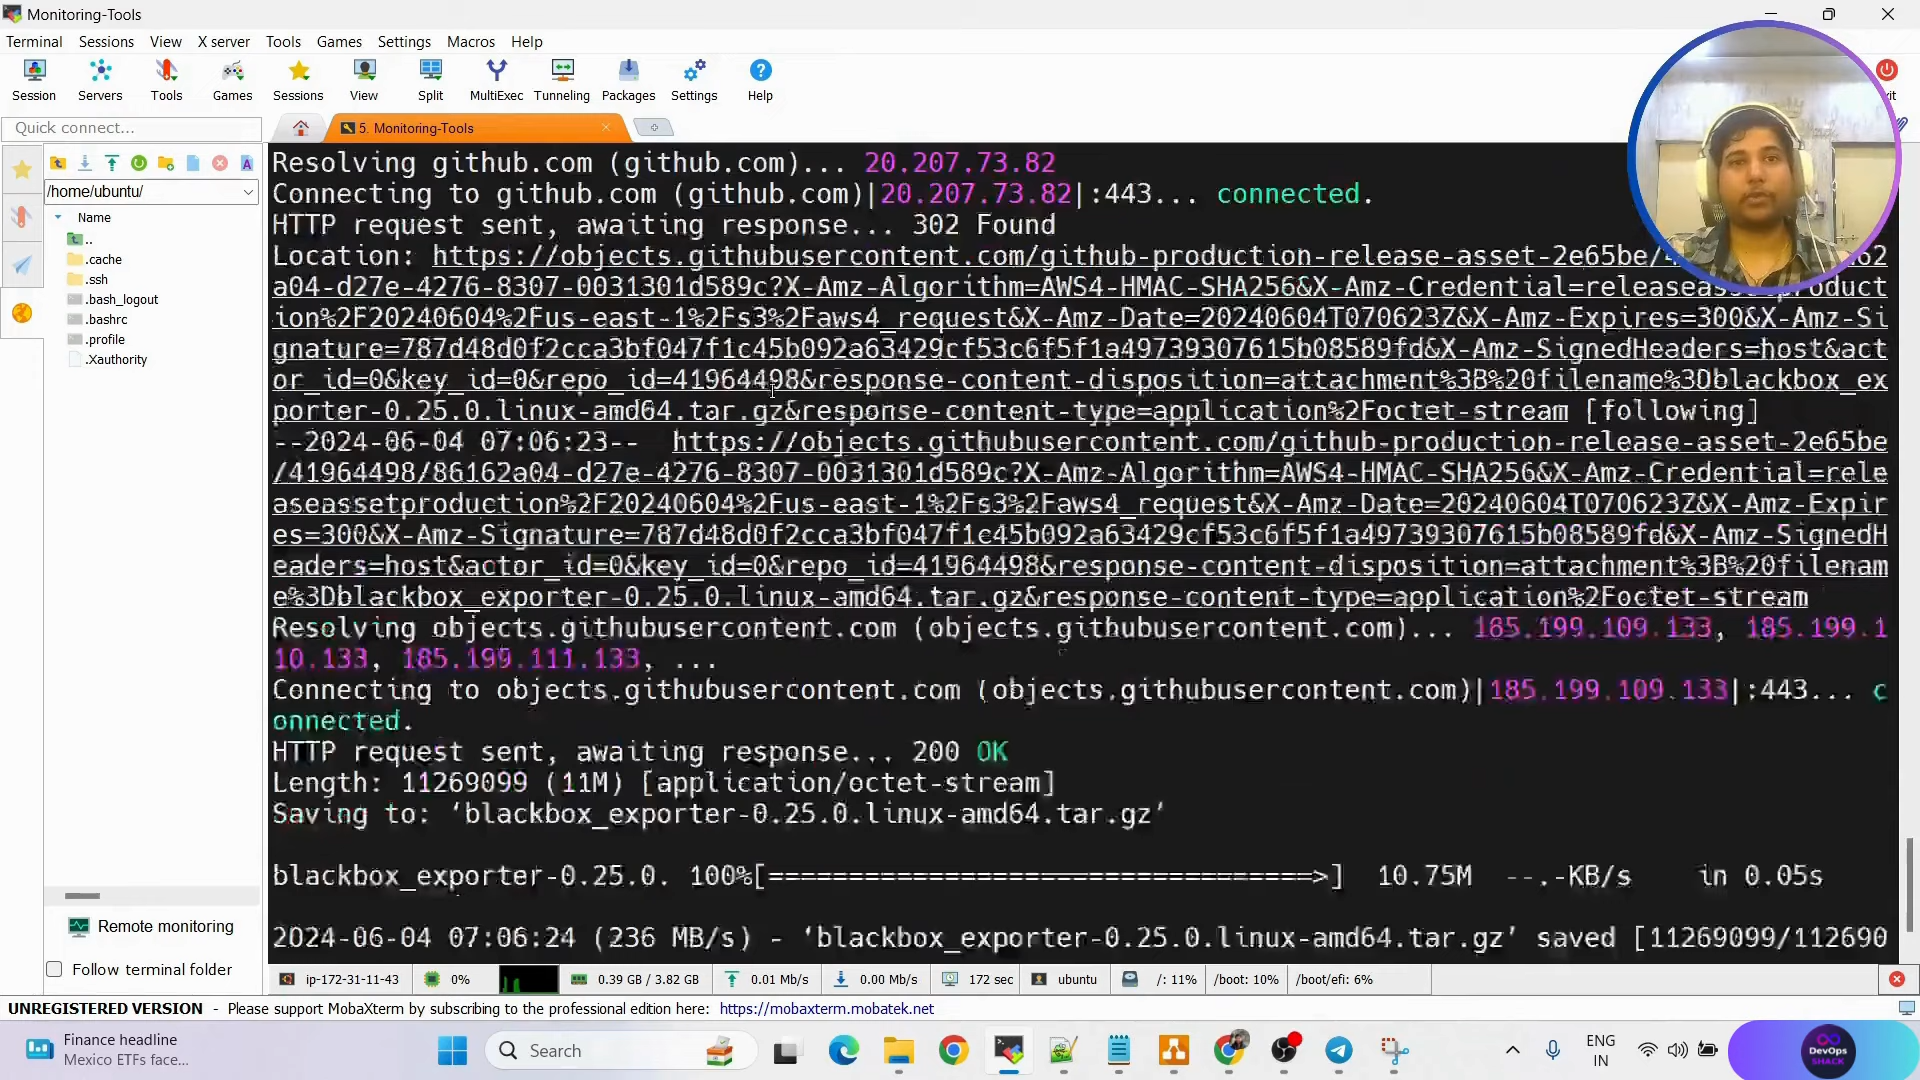 Monitoring-Tools
Terminal Sessions View X server Tools Games Settings Macros Help
Session Servers Tools Games Sessions View Split MultiExec Tunneling Packages Settings Help
Quick connect...
5. Monitoring-Tools
/home/ubuntu/
Name
..
.cache
.ssh
.bash_logout
.bashrc
.profile
.Xauthority
Remote monitoring
Follow terminal folder
Resolving github.com (github.com)... 20.207.73.82
Connecting to github.com (github.com)|20.207.73.82|:443... connected.
HTTP request sent, awaiting response... 302 Found
Location: https://objects.githubusercontent.com/github-production-release-asset-2e65be/
a04-d27e-4276-8307-0031301d589c?X-Amz-Algorithm=AWS4-HMAC-SHA256&X-Amz-Credential=releaseassetproduct
ion%2F20240604%2Fus-east-1%2Fs3%2Faws4_request&X-Amz-Date=20240604T070623Z&X-Amz-Expires=300&X-Amz-Si
gnature=787d48d0f2cca3bf047f1c45b092a63429cf53c6f5f1a49739307615b08589fd&X-Amz-SignedHeaders=host&act
or_id=0&key_id=0&repo_id=41964498&response-content-disposition=attachment%3B%20filename%3Dblackbox_ex
porter-0.25.0.linux-amd64.tar.gz&response-content-type=application%2Foctet-stream [following]
--2024-06-04 07:06:23-- https://objects.githubusercontent.com/github-production-release-asset-2e65be
/41964498/86162a04-d27e-4276-8307-0031301d589c?X-Amz-Algorithm=AWS4-HMAC-SHA256&X-Amz-Credential=rele
aseassetproduction%2F20240604%2Fus-east-1%2Fs3%2Faws4_request&X-Amz-Date=20240604T070623Z&X-Amz-Expir
es=300&X-Amz-Signature=787d48d0f2cca3bf047f1c45b092a63429cf53c6f5f1a49739307615b08589fd&X-Amz-SignedH
eaders=host&actor_id=0&key_id=0&repo_id=41964498&response-content-disposition=attachment%3B%20filenam
e%3Dblackbox_exporter-0.25.0.linux-amd64.tar.gz&response-content-type=application%2Foctet-stream
Resolving objects.githubusercontent.com (objects.githubusercontent.com)... 185.199.109.133, 185.199.1
10.133, 185.199.111.133, ...
Connecting to objects.githubusercontent.com (objects.githubusercontent.com)|185.199.109.133|:443... c
onnected.
HTTP request sent, awaiting response... 200 OK
Length: 11269099 (11M) [application/octet-stream]
Saving to: ‘blackbox_exporter-0.25.0.linux-amd64.tar.gz’
blackbox_exporter-0.25.0. 100%[==================================>] 10.75M --.-KB/s in 0.05s
2024-06-04 07:06:24 (236 MB/s) - ‘blackbox_exporter-0.25.0.linux-amd64.tar.gz’ saved [11269099/112690
ip-172-31-11-43 0% 0.39 GB / 3.82 GB 0.01 Mb/s 0.00 Mb/s 172 sec ubuntu /: 11% /boot: 10% /boot/efi: 6%
UNREGISTERED VERSION - Please support MobaXterm by subscribing to the professional edition here: https://mobaxterm.mobatek.net
Finance headline
Mexico ETFs face...
Search
ENG
IN
DevOps
SHACK